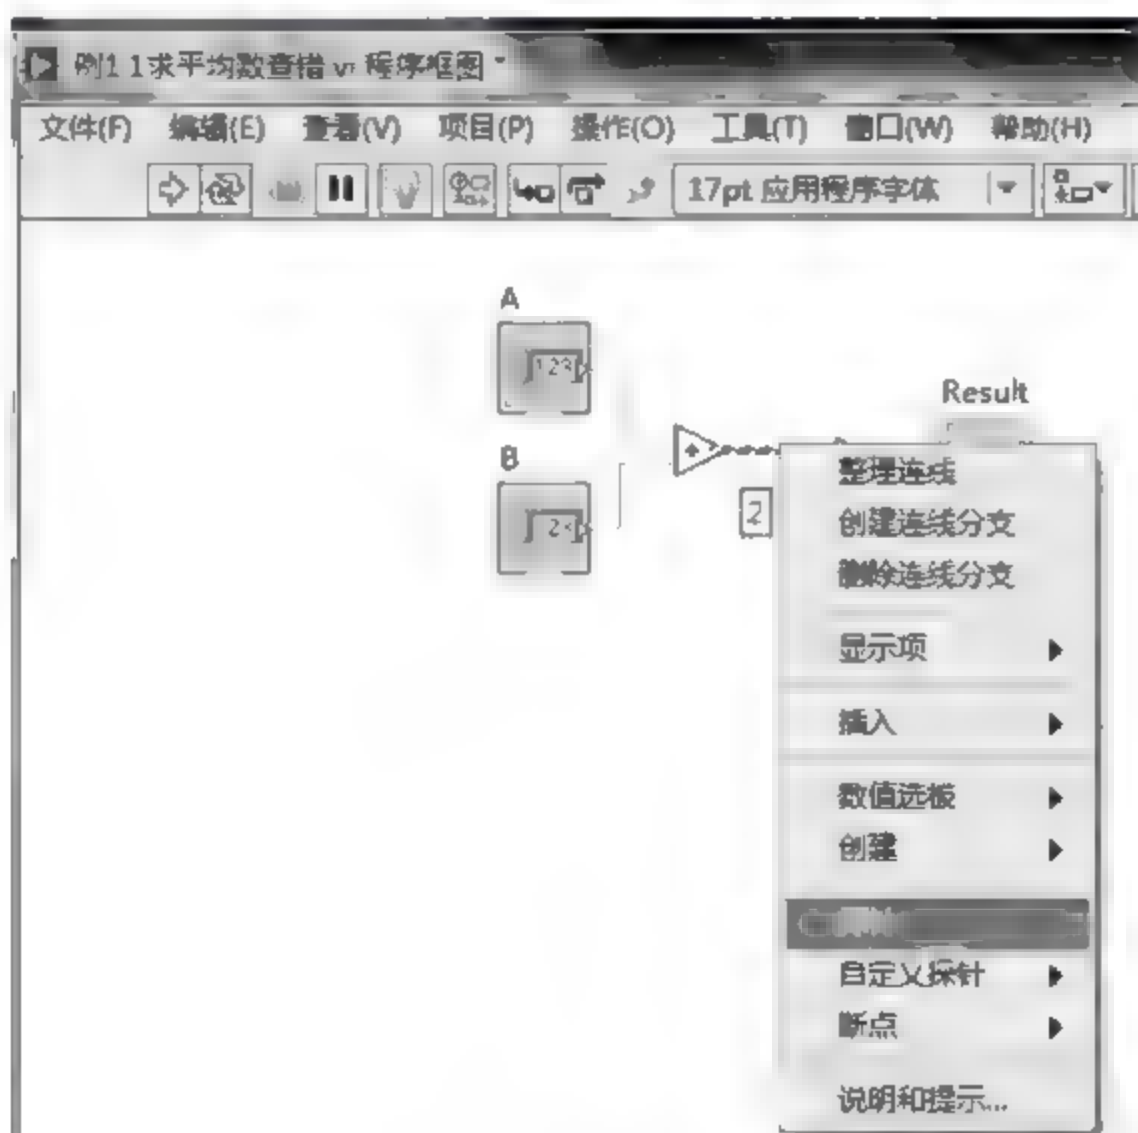 例1 1求平均数查错 vi 程序框图 *
文件(F) 编辑(E) 查看(V) 项目(P) 操作(O) 工具(T) 窗口(W) 帮助(H)
17pt 应用程序字体
A
123
Result
B
2
整理连线
创建连线分支
删除连线分支
显示项
插入
数值选板
创建
自定义探针
断点
说明和提示...